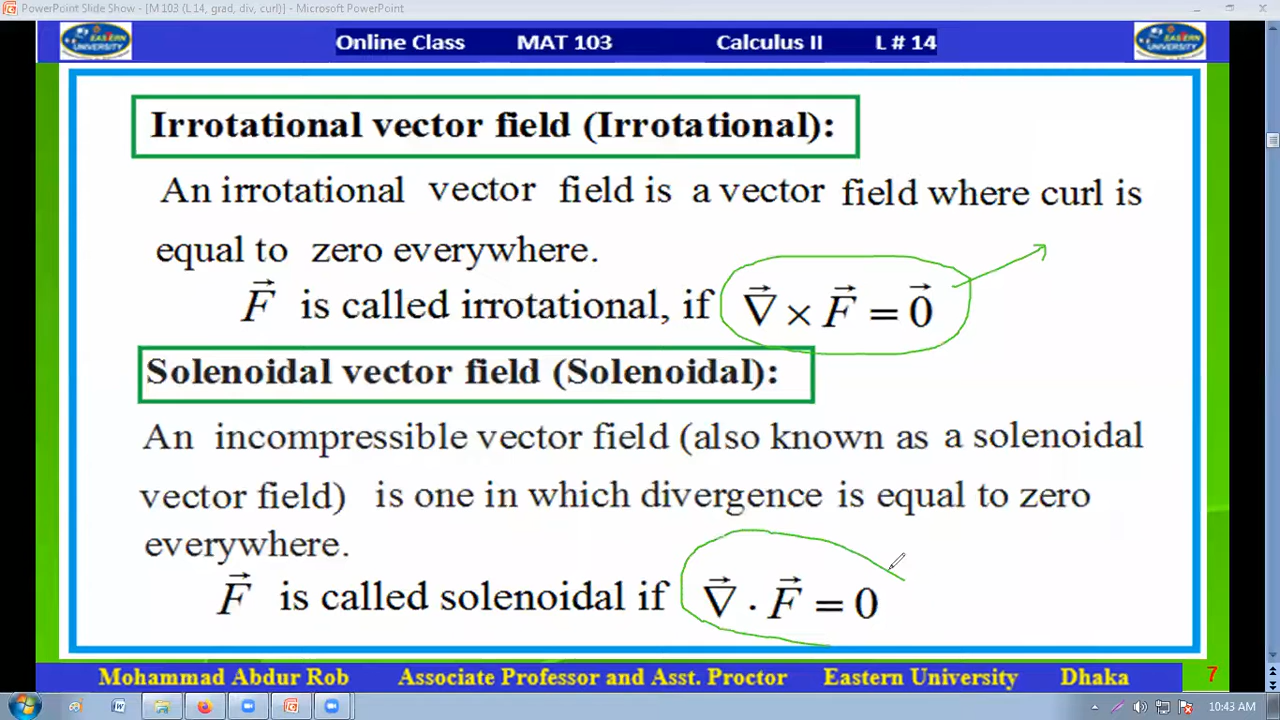 PowerPoint Slide Show - [M 103 (L 14, grad, div, curl)] - PowerPoint
Online Class MAT 103 Calculus II L # 14
Irrotational vector field (Irrotational):
An irrotational vector field is a vector field where curl is
equal to zero everywhere.
F⃗ is called irrotational, if ∇⃗ × F⃗ = 0⃗
Solenoidal vector field (Solenoidal):
An incompressible vector field (also known as a solenoidal
vector field) is one in which divergence is equal to zero
everywhere.
F⃗ is called solenoidal if ∇⃗ · F⃗ = 0
Mohammad Abdur Rob Associate Professor and Asst. Proctor Eastern University Dhaka 7
10:43 AM